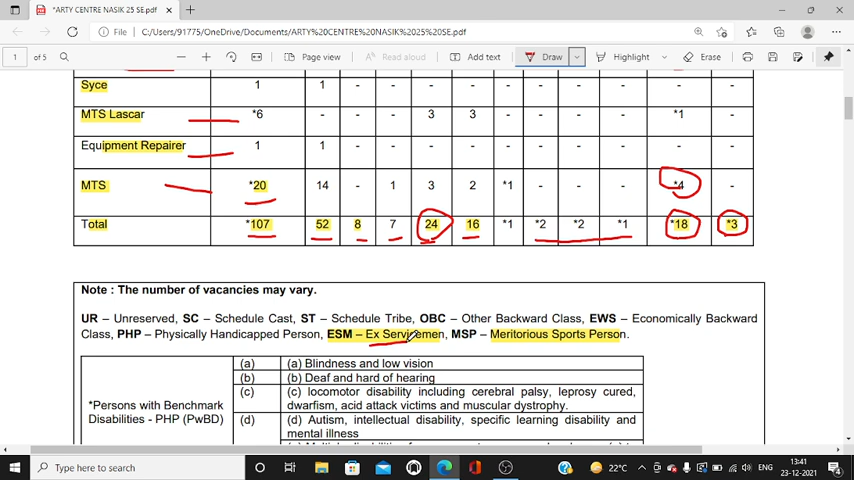 *ARTY CENTRE NASIK 25 SE.pdf
File
C:/Users/91775/OneDrive/Documents/ARTY%20CENTRE%20NASIK%2025%20SE.pdf
1 of 5 Page view Read aloud Add text Draw Highlight Erase
Syce 1 1 - - - - - - - - -
MTS Lascar *6 - - - 3 3 - - - *1 -
Equipment Repairer 1 1 - - - - - - - - -
MTS *20 14 - 1 3 2 *1 - - - *4 -
Total *107 52 8 7 24 16 *1 *2 *2 *1 *18 *3
Note : The number of vacancies may vary.
UR – Unreserved, SC – Schedule Cast, ST – Schedule Tribe, OBC – Other Backward Class, EWS – Economically Backward
Class, PHP – Physically Handicapped Person, ESM – Ex Servicemen, MSP – Meritorious Sports Person.
(a) (a) Blindness and low vision
(b) (b) Deaf and hard of hearing
(c) (c) locomotor disability including cerebral palsy, leprosy cured,
dwarfism, acid attack victims and muscular dystrophy.
*Persons with Benchmark
Disabilities - PHP (PwBD)
(d) (d) Autism, intellectual disability, specific learning disability and
mental illness
Type here to search
22°C
ENG
13:41
23-12-2021
4